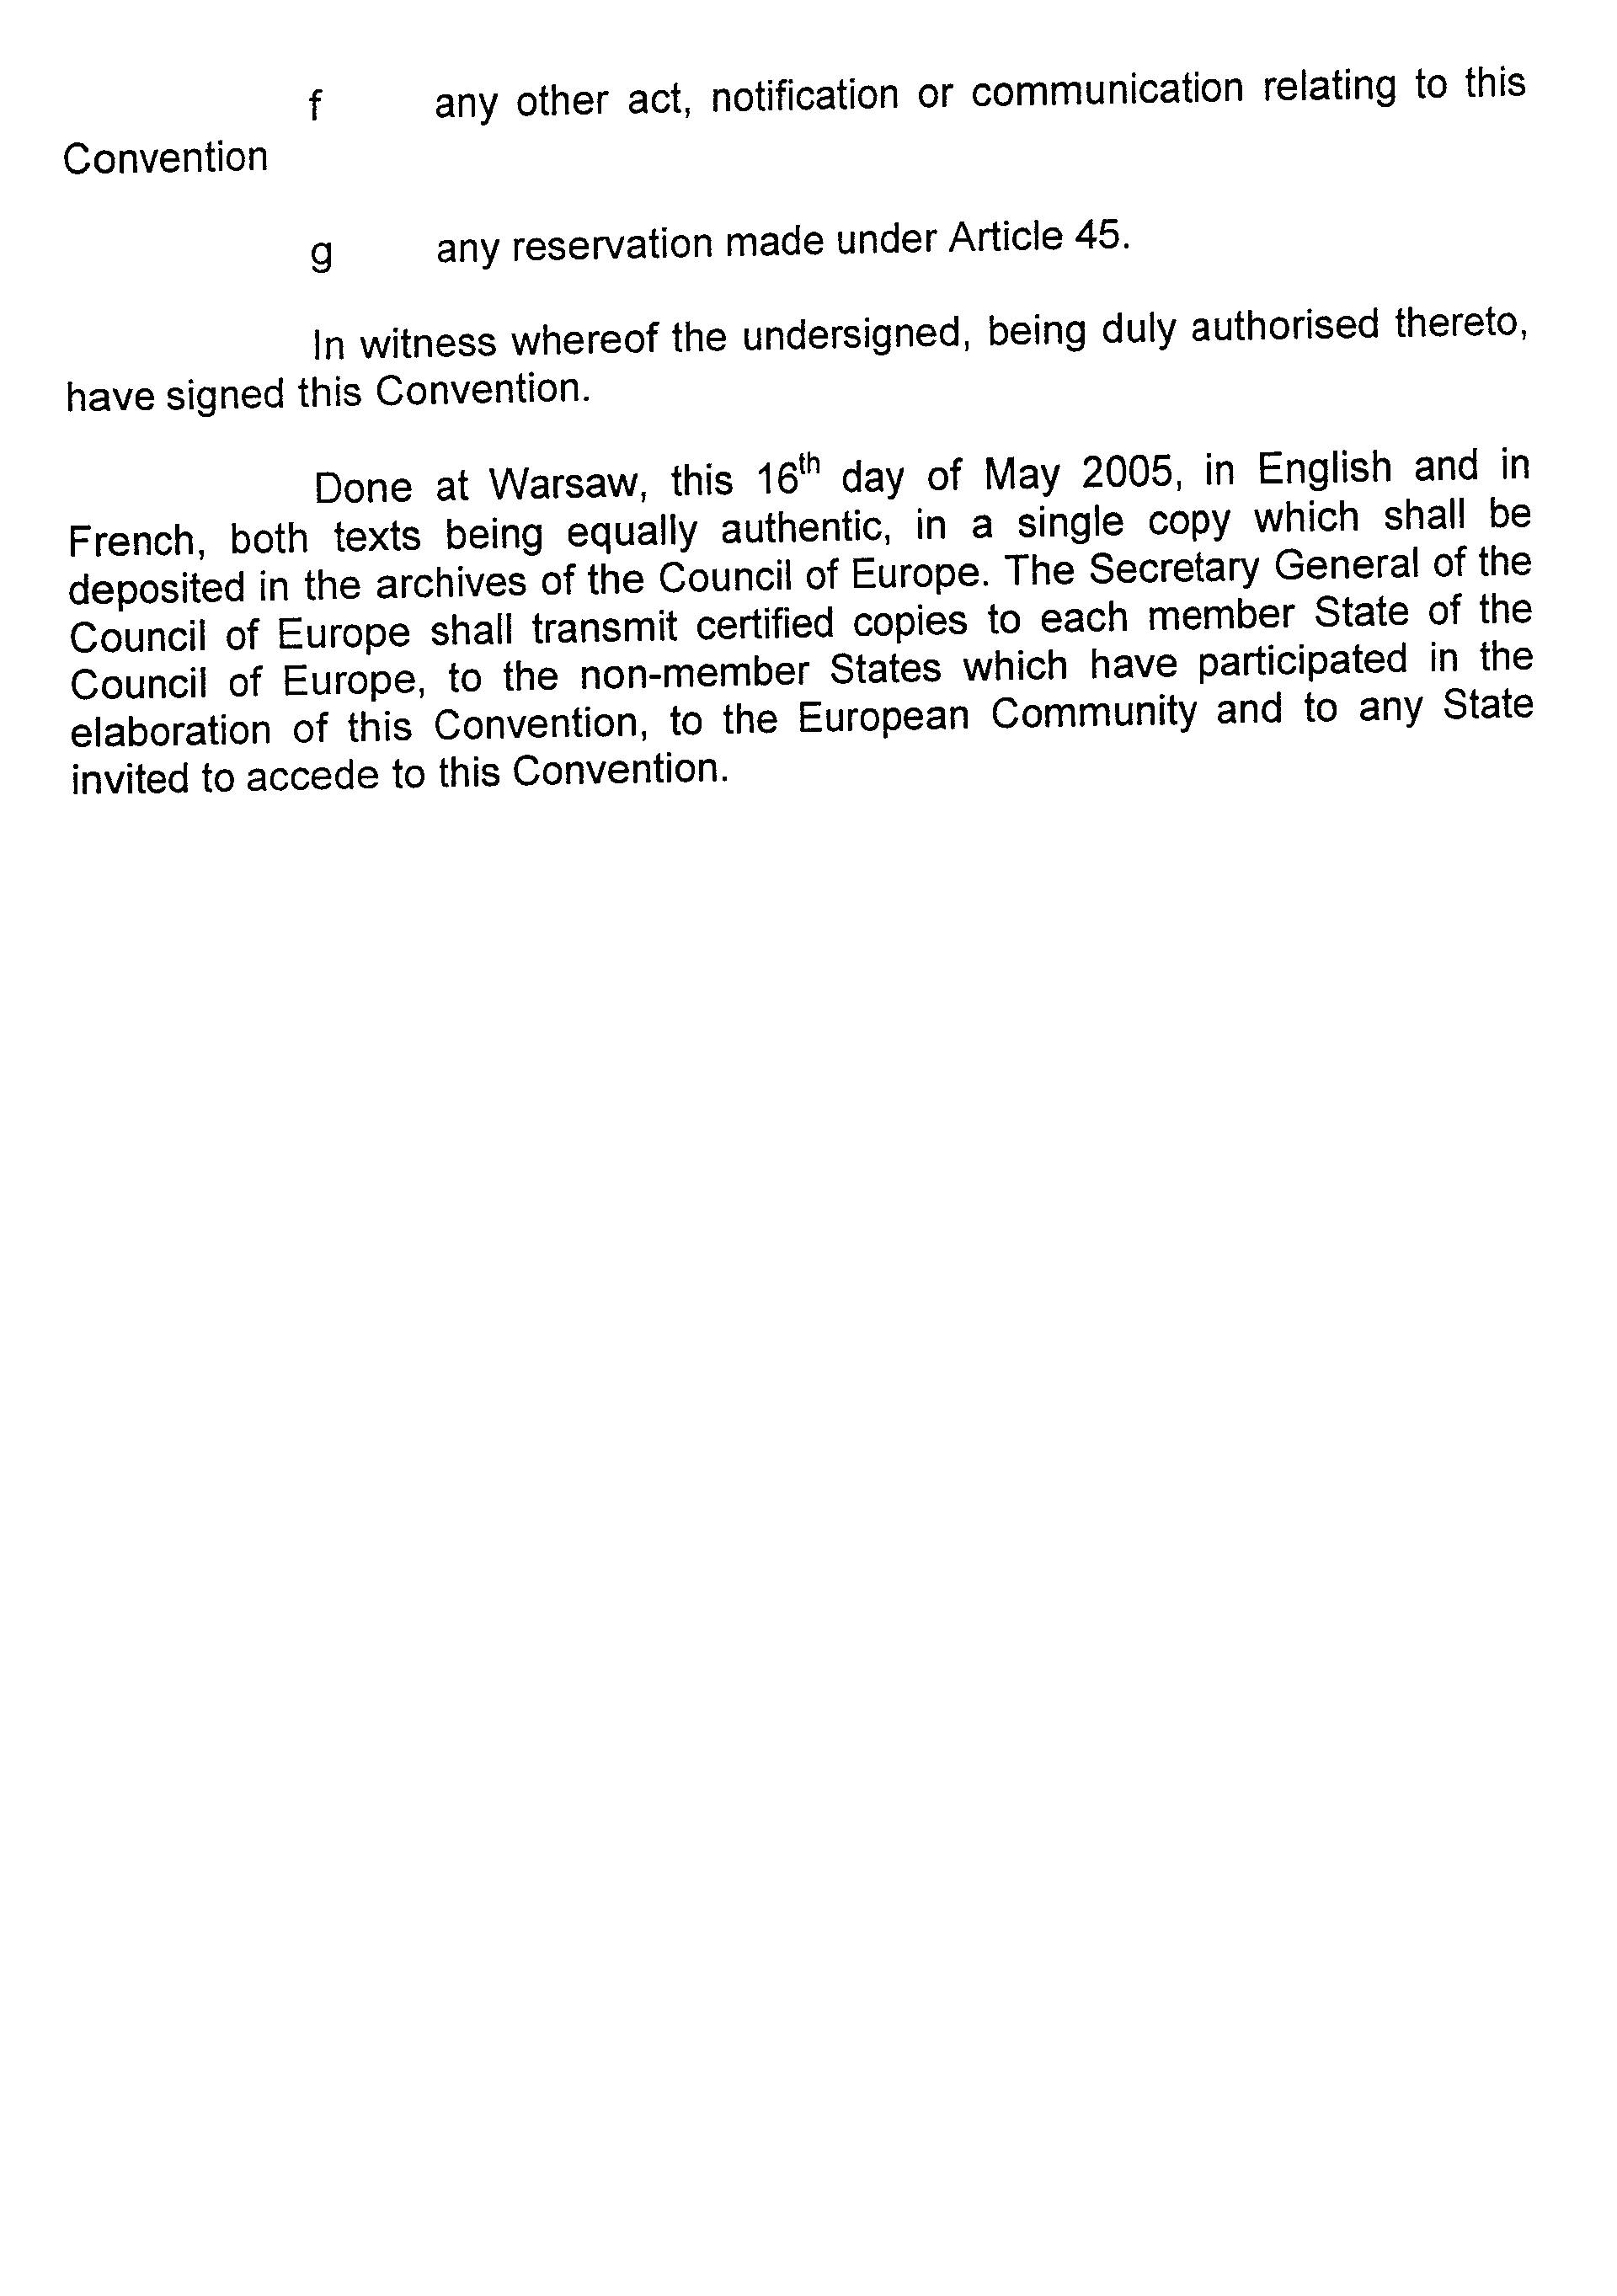 f any other act, notification or communication relating to this
Convention
g any reservation made under Article 45.
In witness whereof the undersigned, being duly authorised thereto,
have signed this Convention.
Done at Warsaw, this 16th day of May 2005, in English and in
French, both texts being equally authentic, in a single copy which shall be
deposited in the archives of the Council of Europe. The Secretary General of the
Council of Europe shall transmit certified copies to each member State of the
Council of Europe, to the non-member States which have participated in the
elaboration of this Convention, to the European Community and to any State
invited to accede to this Convention.